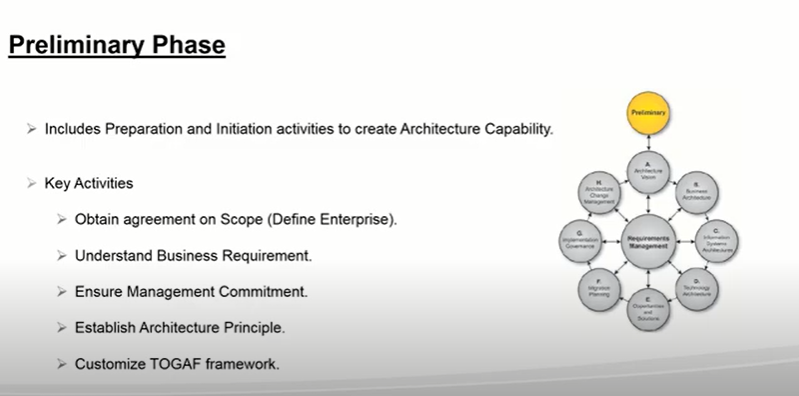 Preliminary Phase
Includes Preparation and Initiation activities to create Architecture Capability.
Key Activities
Obtain agreement on Scope (Define Enterprise).
Understand Business Requirement.
Ensure Management Commitment.
Establish Architecture Principle.
Customize TOGAF framework.
Preliminary
A.
Architecture
Vision
B.
Business
Architecture
C.
Information
Systems
Architectures
D.
Technology
Architecture
E.
Opportunities
and
Solutions
F.
Migration
Planning
G.
Implementation
Governance
H.
Architecture
Change
Management
Requirements
Management